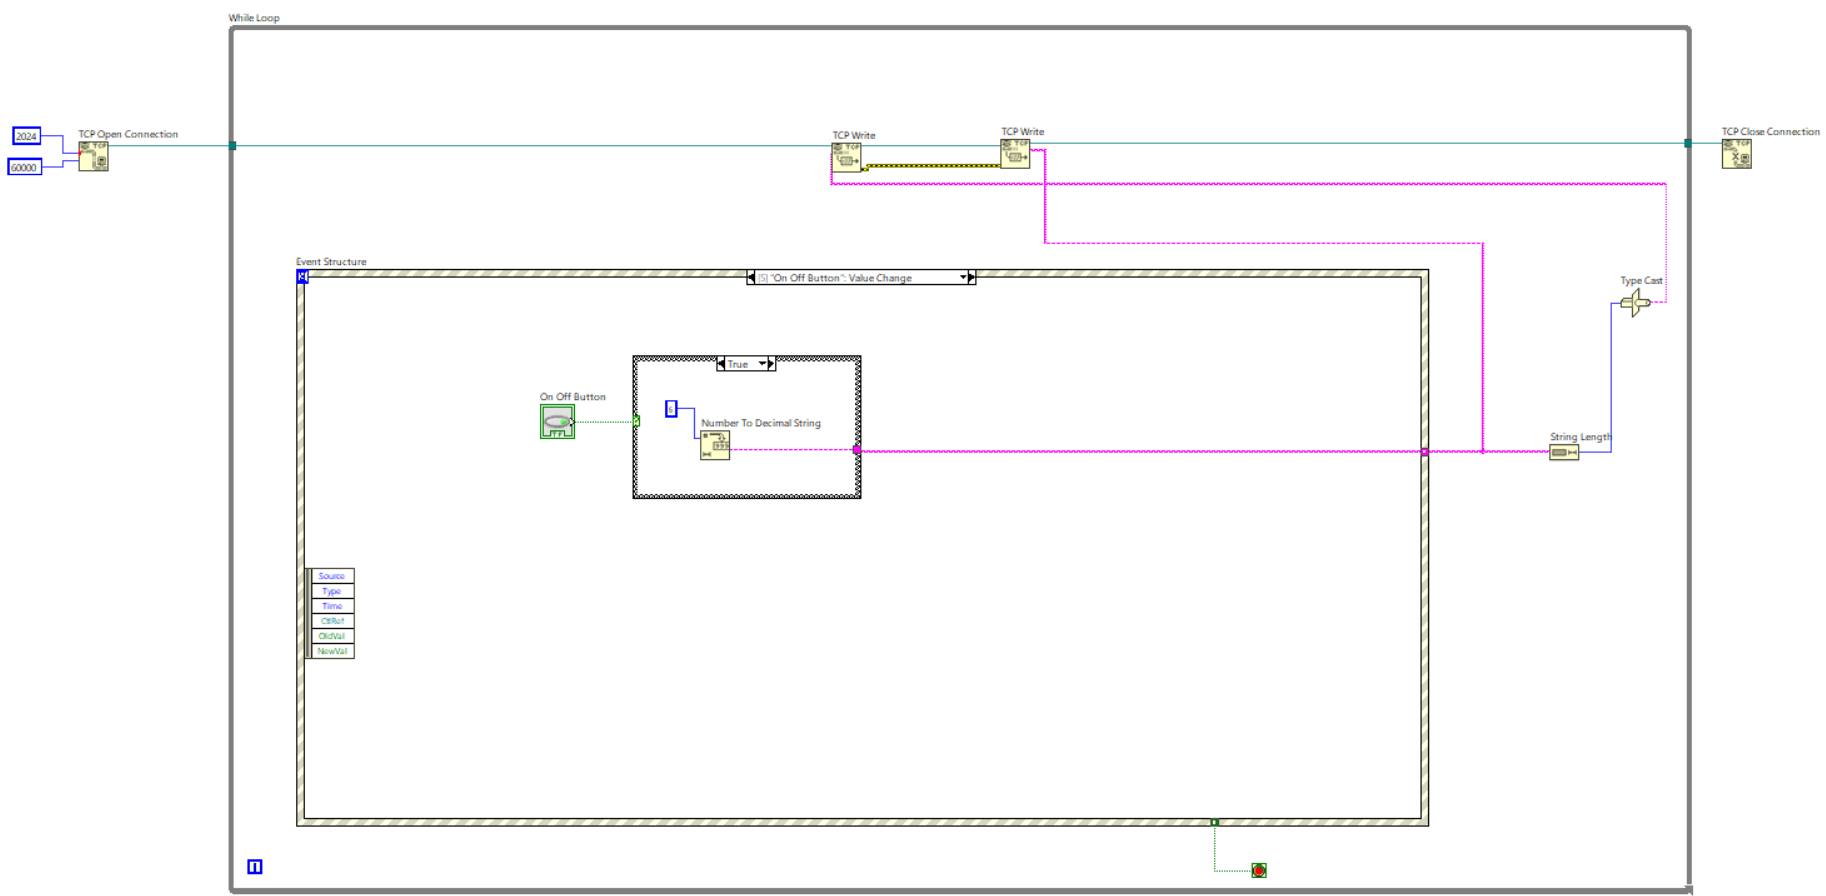 While Loop
2024
TCP Open Connection
60000
TCP Write
TCP Write
TCP Close Connection
Event Structure
[5] "On Off Button": Value Change
Type Cast
True
On Off Button
6
Number To Decimal String
String Length
Source
Type
Time
CtlRef
OldVal
NewVal
i